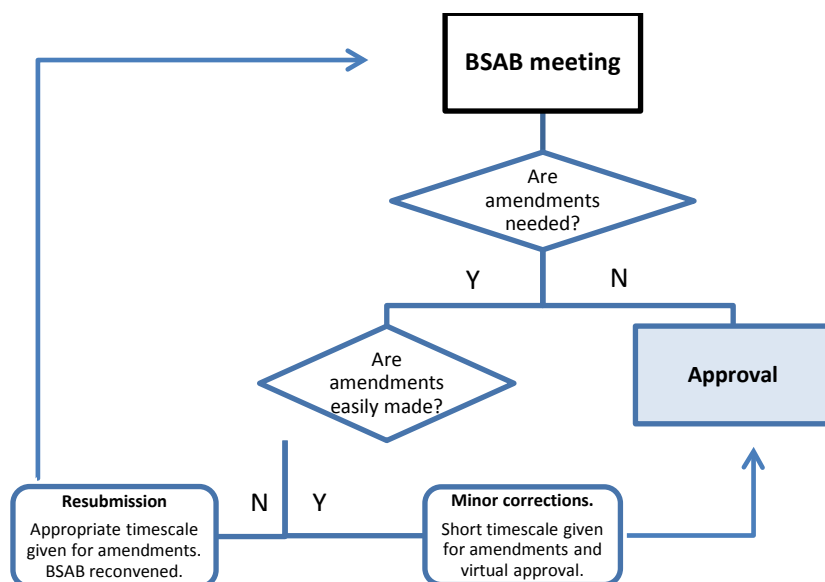 BSAB meeting
Are
amendments
needed?
Y
N
Are
amendments
easily made?
Approval
N
Y
Resubmission
Appropriate timescale
given for amendments.
BSAB reconvened.
Minor corrections.
Short timescale given
for amendments and
virtual approval.